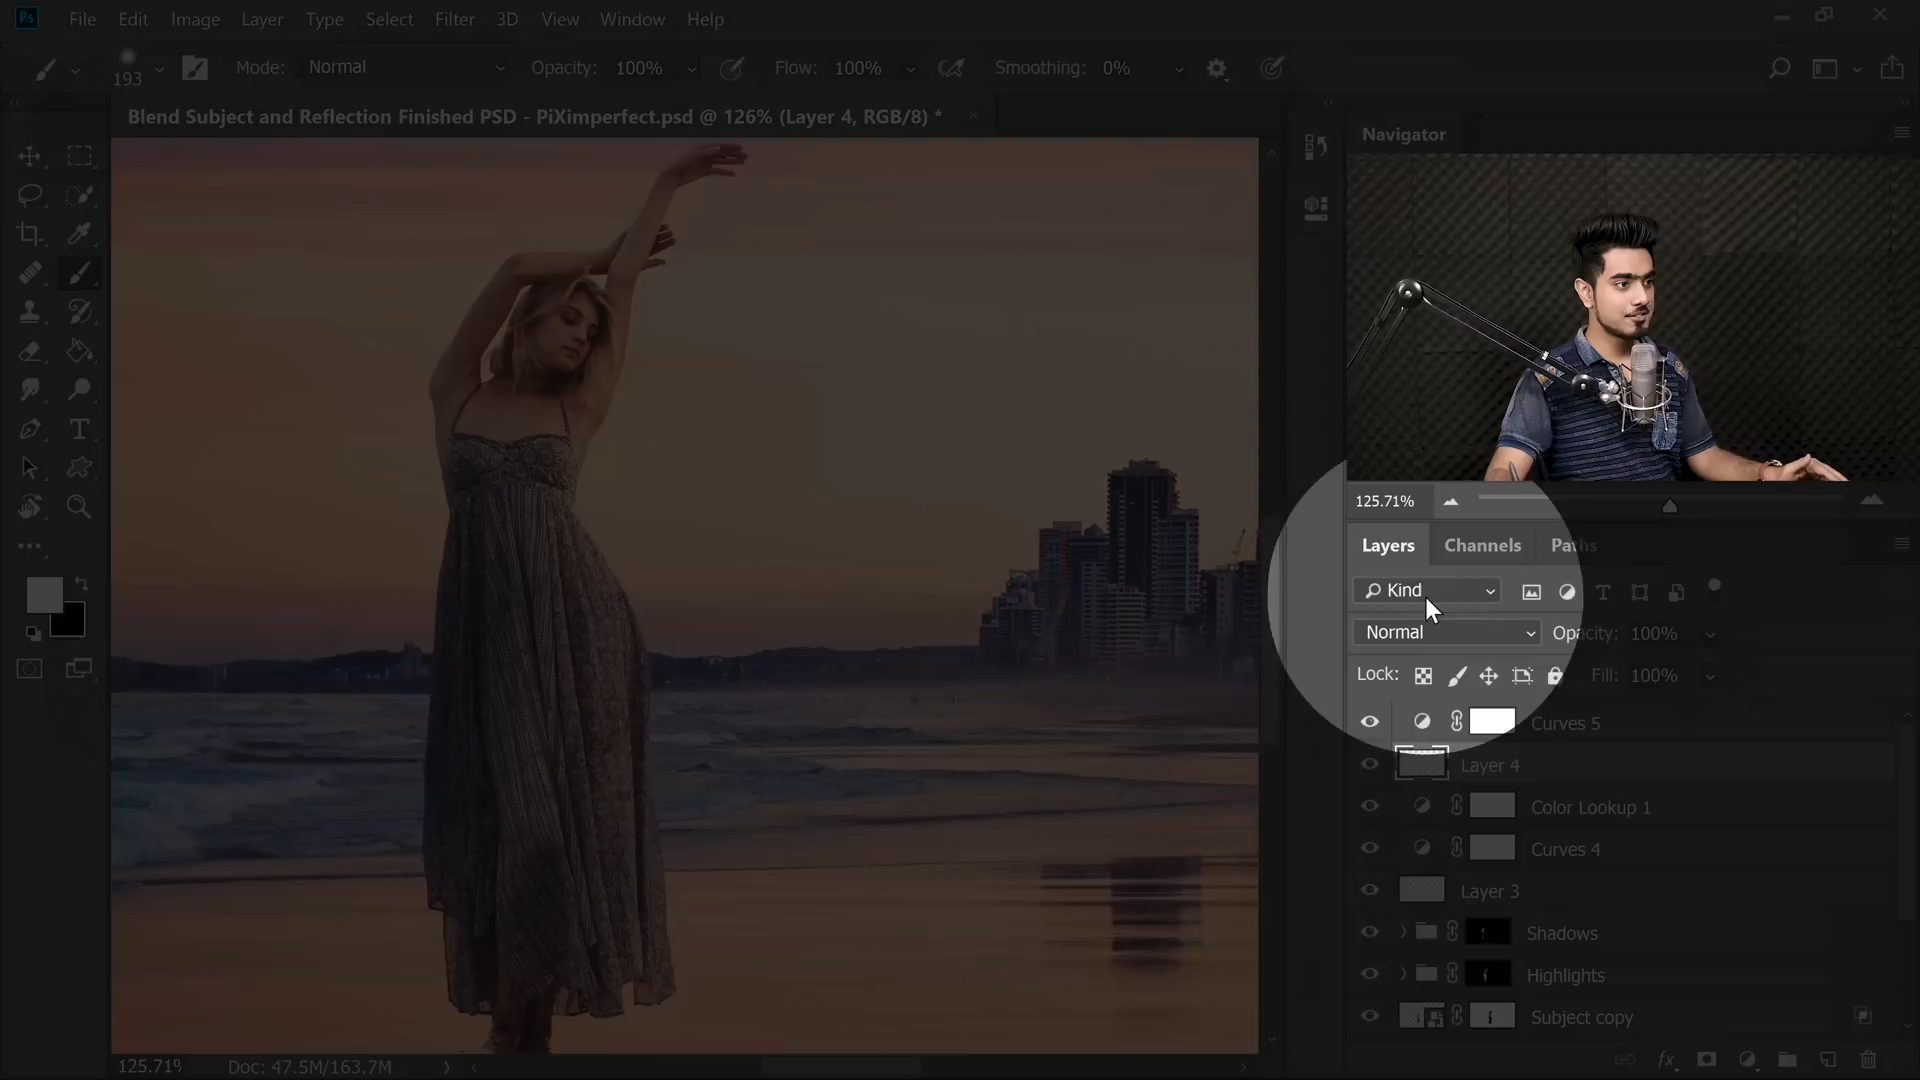 Ps File Edit Image Layer Type Select Filter 3D View Window Help
193 Mode: Normal Opacity: 100% Flow: 100% Smoothing: 0%
Blend Subject and Reflection Finished PSD - PiXimperfect.psd @ 126% (Layer 4, RGB/8) *
Navigator
125.71%
Layers Channels Paths
Kind
Normal Opacity: 100%
Lock: Fill: 100%
Curves 5
Layer 4
Color Lookup 1
Curves 4
Layer 3
Shadows
Highlights
Subject copy
fx
125.71% Doc: 47.5M/163.7M